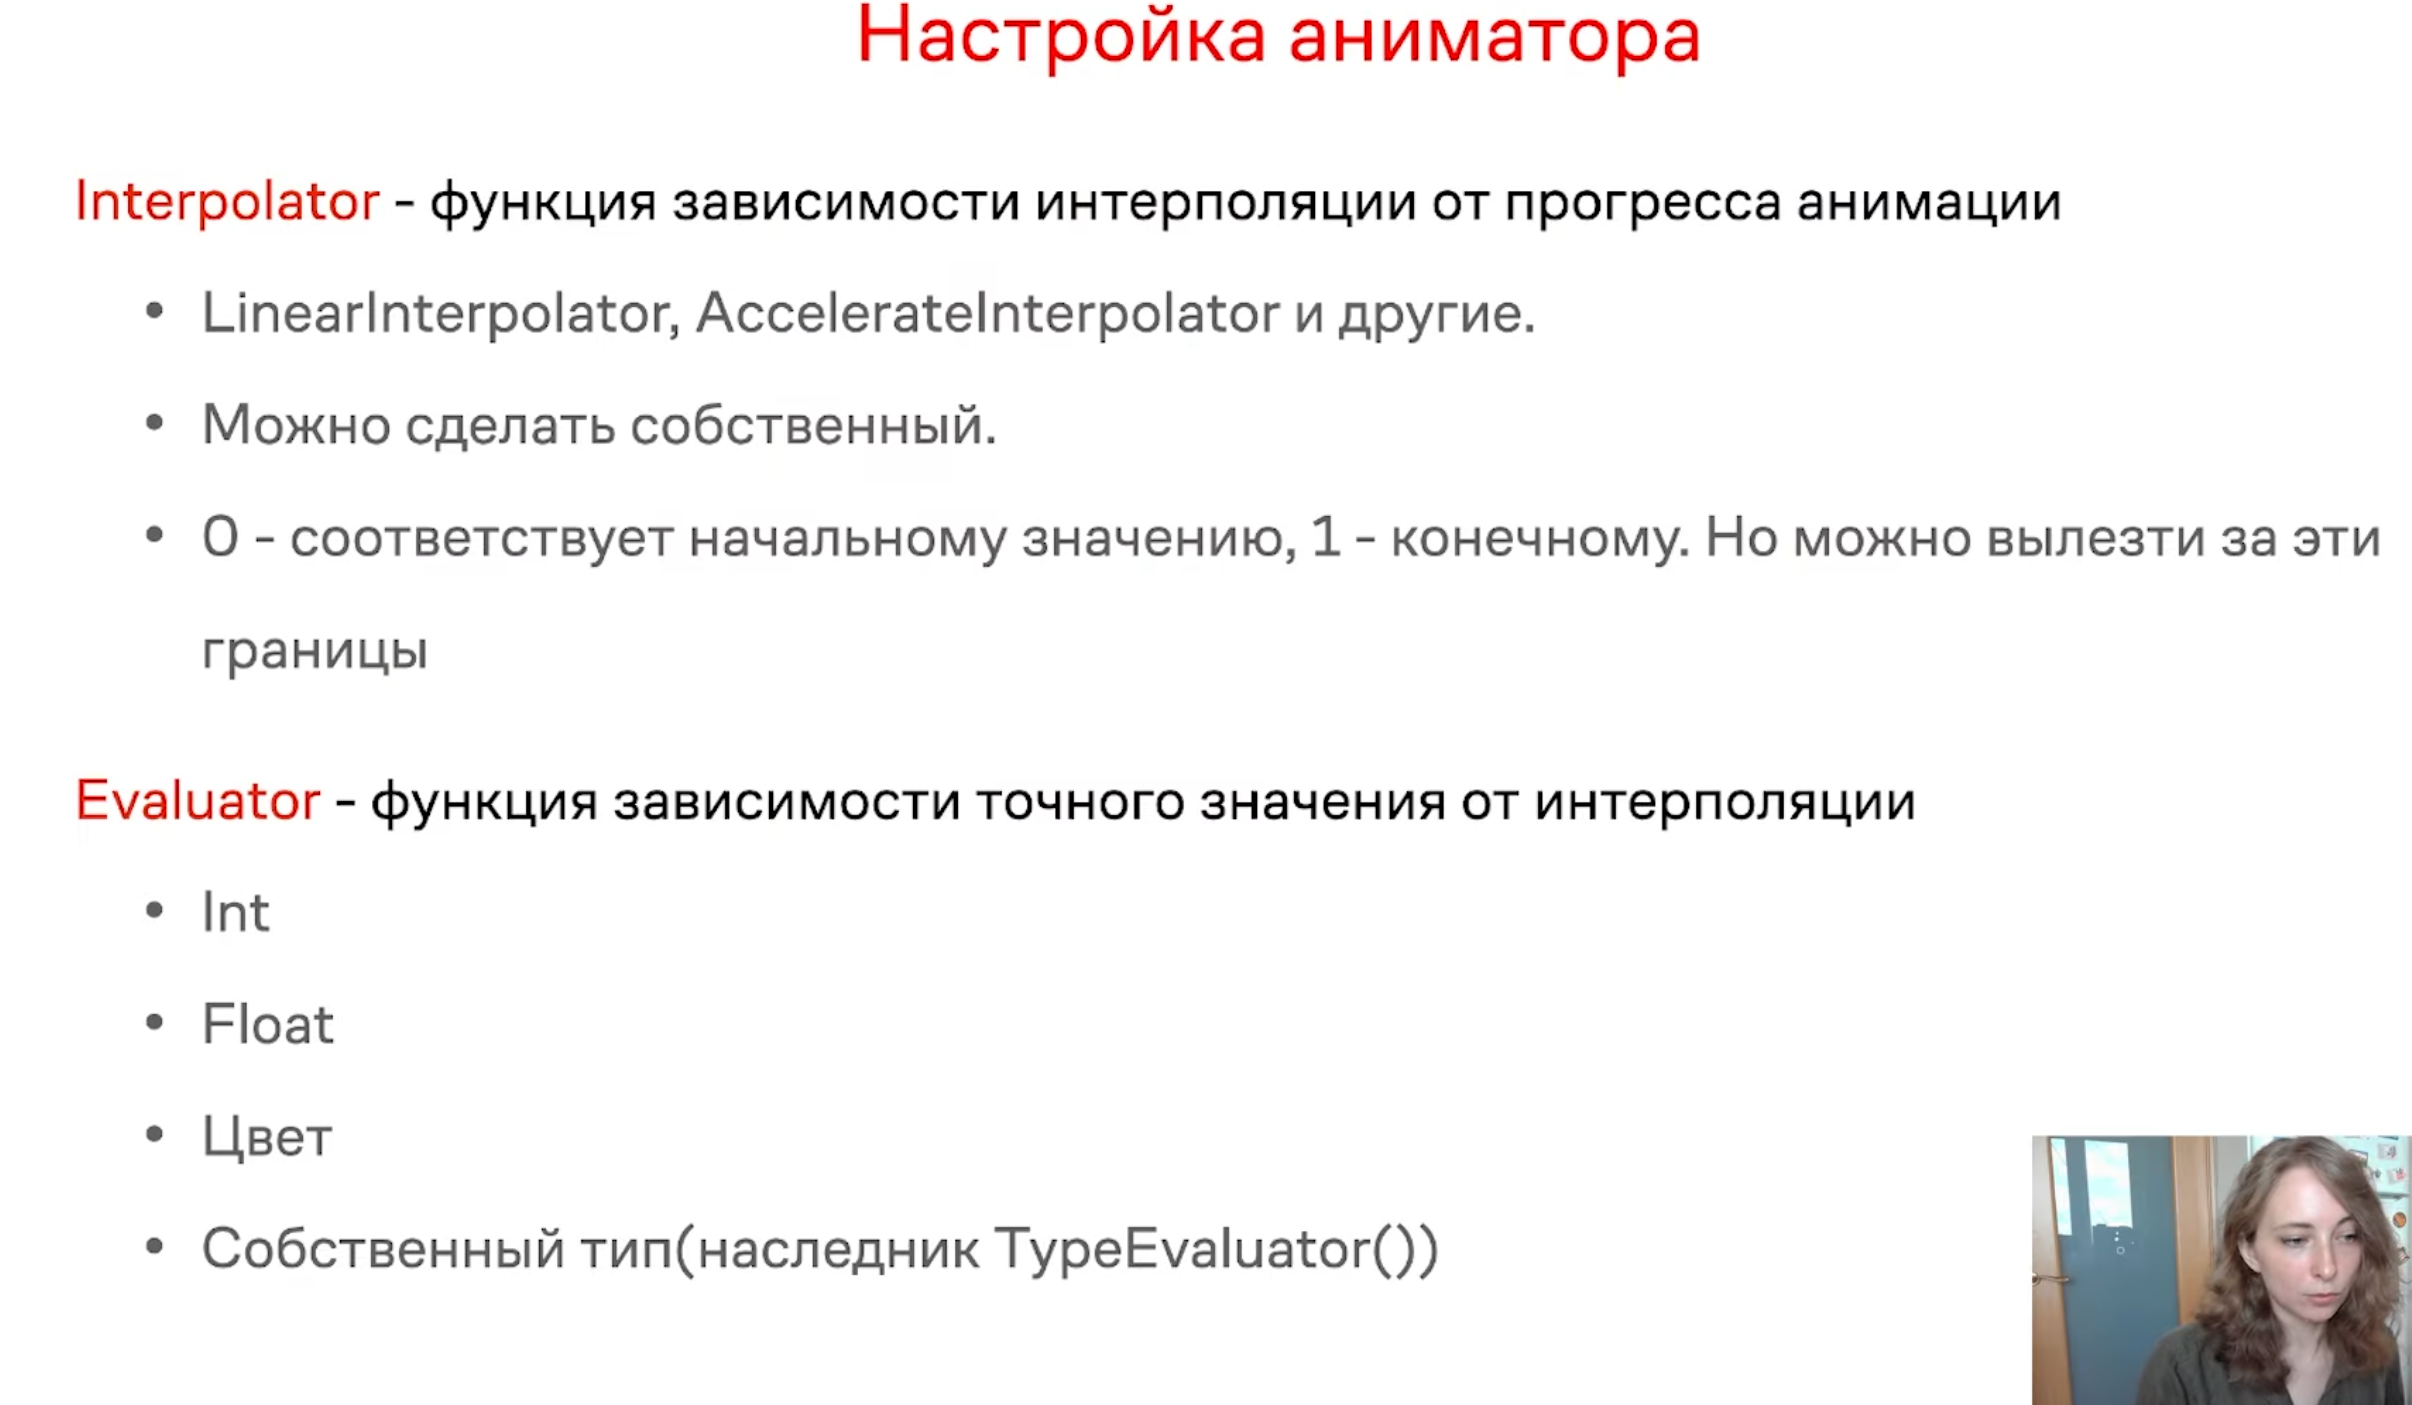 Настройка аниматора
Interpolator - функция зависимости интерполяции от прогресса анимации
• LinearInterpolator, AccelerateInterpolator и другие.
• Можно сделать собственный.
• 0 - соответствует начальному значению, 1 - конечному. Но можно вылезти за эти
границы
Evaluator - функция зависимости точного значения от интерполяции
• Int
• Float
• Цвет
• Собственный тип(наследник TypeEvaluator())